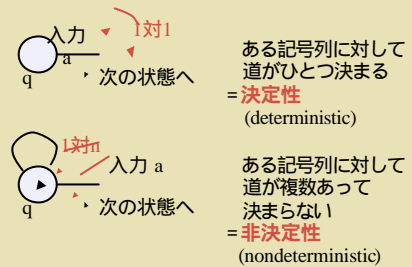 入力
1対1
a
q
次の状態へ
ある記号列に対して
道がひとつ決まる
=決定性
(deterministic)
1対n
入力 a
q
次の状態へ
ある記号列に対して
道が複数あって
決まらない
=非決定性
(nondeterministic)